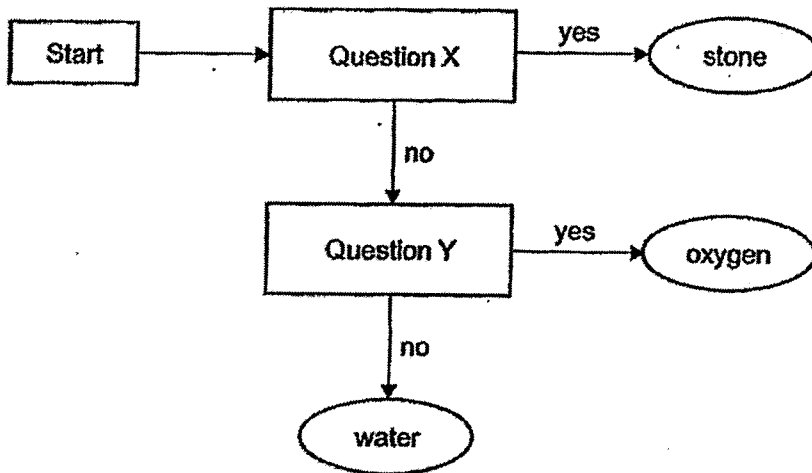 Start
Question X
yes
stone
no
Question Y
yes
oxygen
no
water